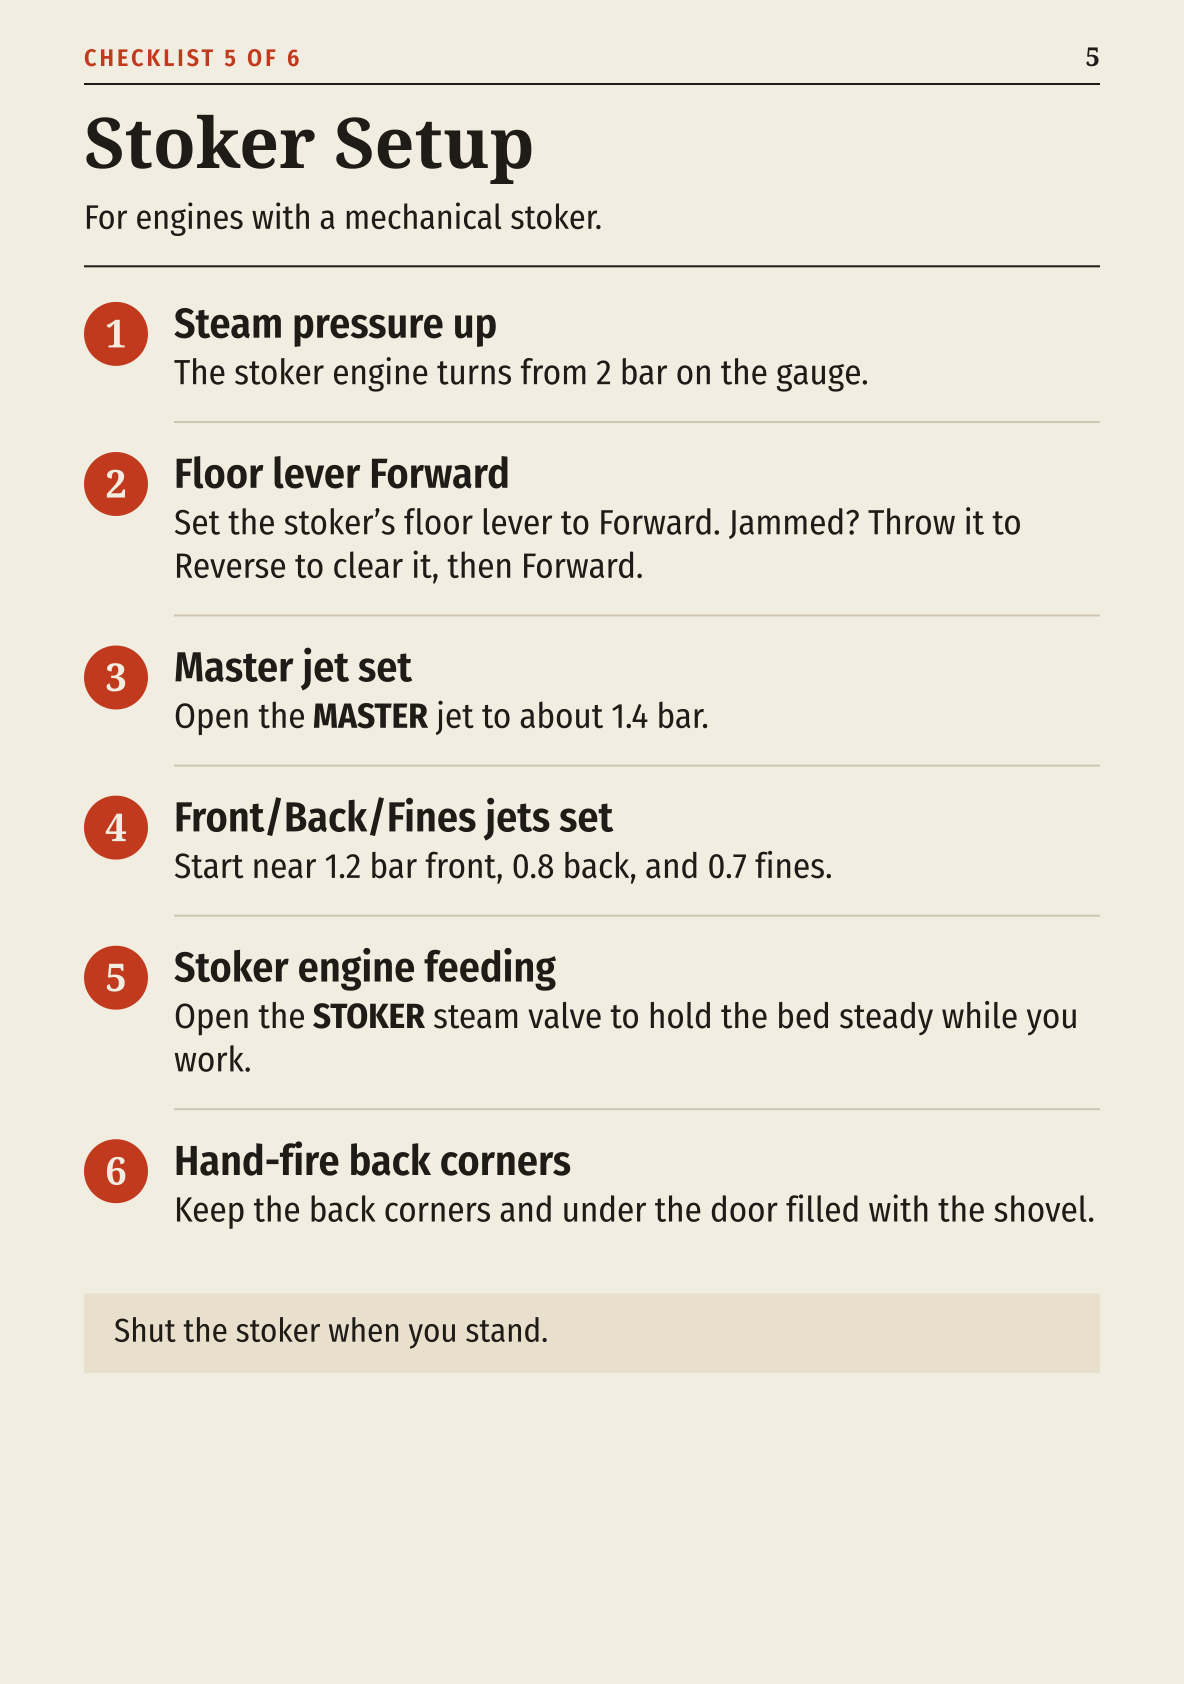 CHECKLIST 5 OF 6
5
Stoker Setup
For engines with a mechanical stoker.
1
Steam pressure up
The stoker engine turns from 2 bar on the gauge.
2
Floor lever Forward
Set the stoker’s floor lever to Forward. Jammed? Throw it to
Reverse to clear it, then Forward.
3
Master jet set
Open the MASTER jet to about 1.4 bar.
4
Front/Back/Fines jets set
Start near 1.2 bar front, 0.8 back, and 0.7 fines.
5
Stoker engine feeding
Open the STOKER steam valve to hold the bed steady while you
work.
6
Hand-fire back corners
Keep the back corners and under the door filled with the shovel.
Shut the stoker when you stand.